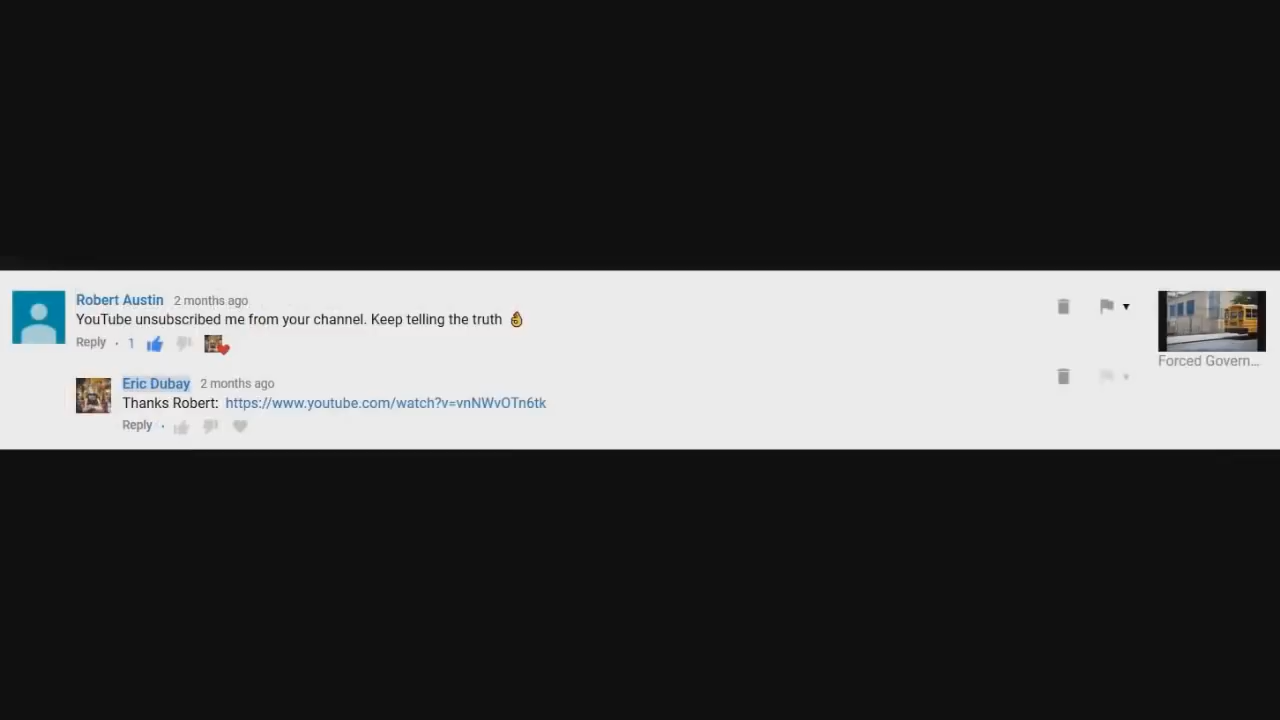 Robert Austin 2 months ago
YouTube unsubscribed me from your channel. Keep telling the truth 👌
Reply · 1
Forced Govern...
Eric Dubay 2 months ago
Thanks Robert: https://www.youtube.com/watch?v=vnNWvOTn6tk
Reply ·